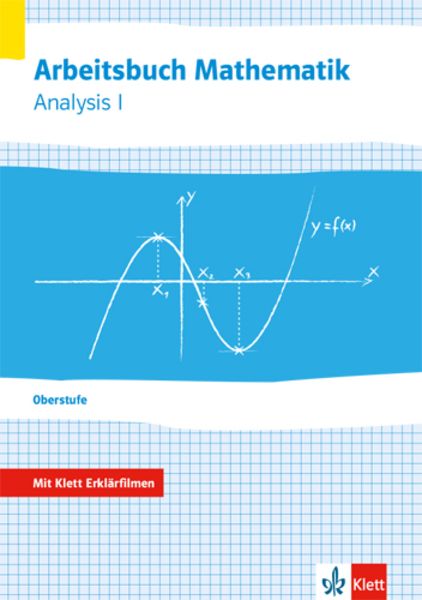 Arbeitsbuch Mathematik
Analysis I
y
y=f(x)
x₂ x₃ x
x₁
Oberstufe
Mit Klett Erklärfilmen
Klett